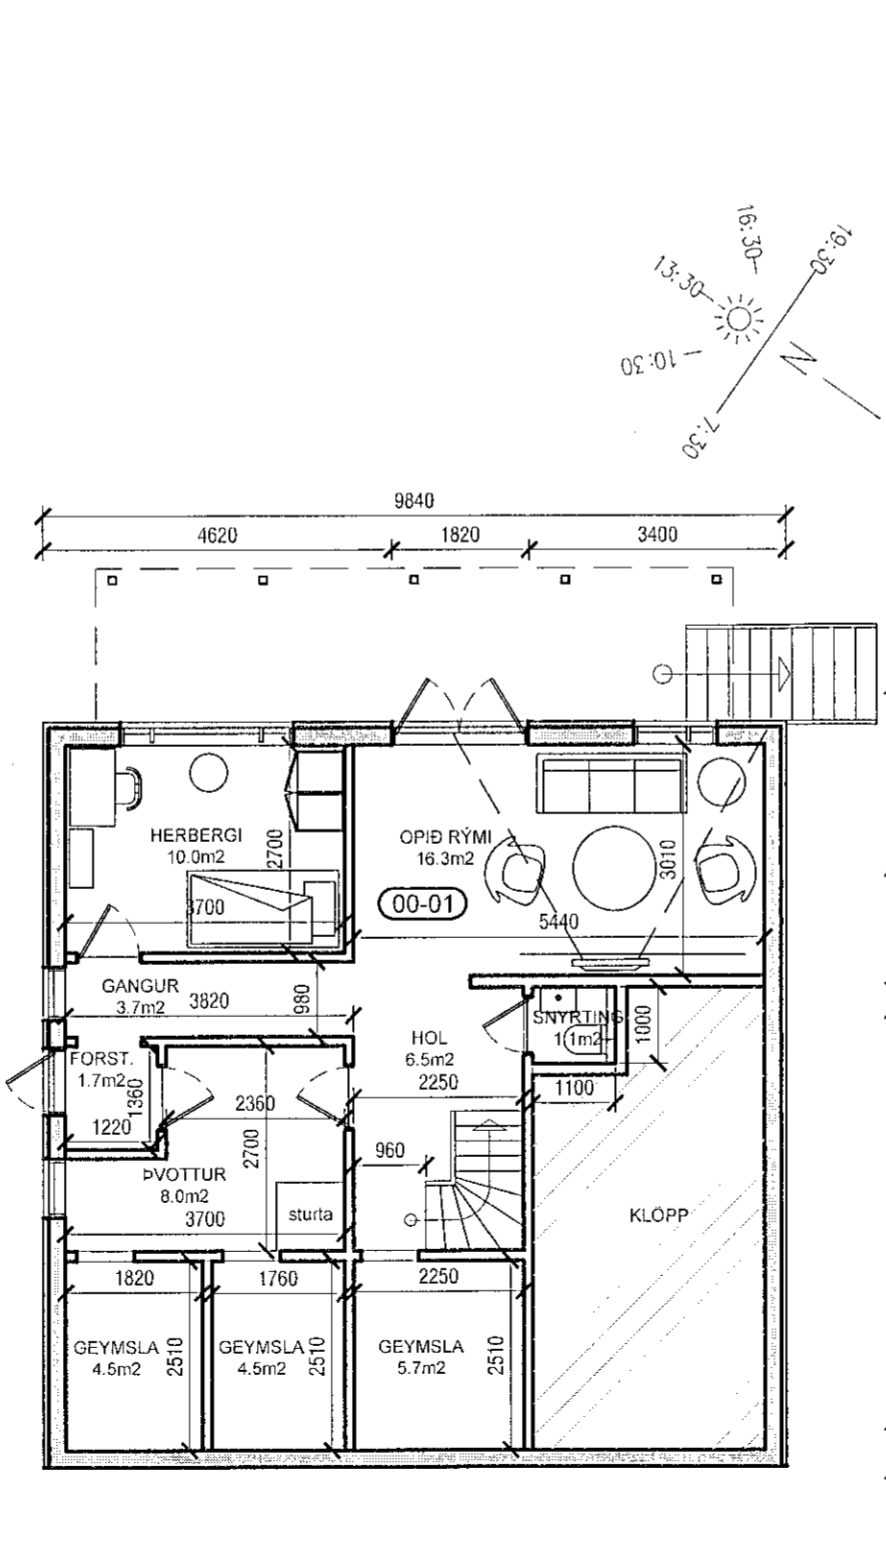 16:30
19:30
13:30
10:30
N
7:30
9840
4620
1820
3400
HERBERGI
10.0m2
2700
3700
OPIÐ RÝMI
16.3m2
3010
00-01
5440
GANGUR
3.7m2
3820
980
SNYRTING
1.1m2
1000
1100
HOL
6.5m2
2250
FORST.
1.7m2
1360
1220
2360
2700
960
ÞVOTTUR
8.0m2
3700
sturta
KLÖPP
1820
1760
2250
GEYMSLA
4.5m2
2510
GEYMSLA
4.5m2
2510
GEYMSLA
5.7m2
2510